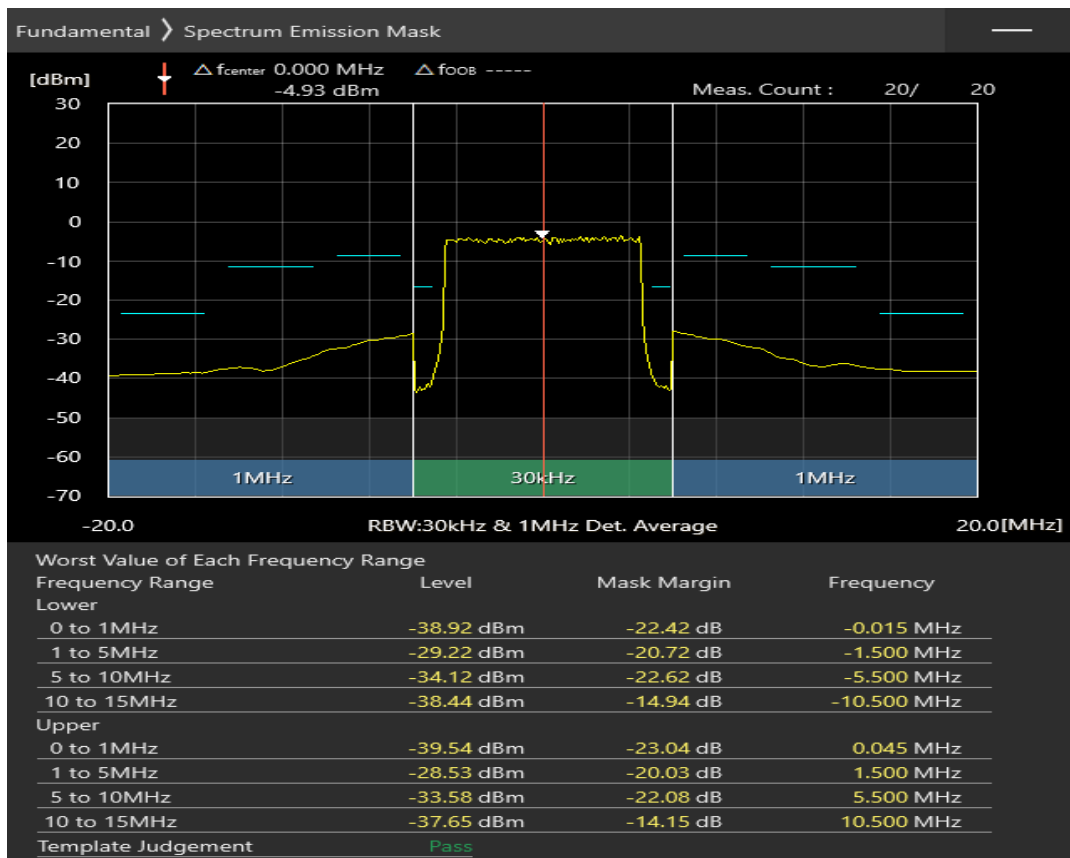 Fundamental ❯ Spectrum Emission Mask
[dBm] △ fcenter 0.000 MHz △ fOOB -----
-4.93 dBm Meas. Count : 20/ 20
30
20
10
0
-10
-20
-30
-40
-50
-60
1MHz 30kHz 1MHz
-70
-20.0 RBW:30kHz & 1MHz Det. Average 20.0[MHz]
Worst Value of Each Frequency Range
Frequency Range Level Mask Margin Frequency
Lower
0 to 1MHz -38.92 dBm -22.42 dB -0.015 MHz
1 to 5MHz -29.22 dBm -20.72 dB -1.500 MHz
5 to 10MHz -34.12 dBm -22.62 dB -5.500 MHz
10 to 15MHz -38.44 dBm -14.94 dB -10.500 MHz
Upper
0 to 1MHz -39.54 dBm -23.04 dB 0.045 MHz
1 to 5MHz -28.53 dBm -20.03 dB 1.500 MHz
5 to 10MHz -33.58 dBm -22.08 dB 5.500 MHz
10 to 15MHz -37.65 dBm -14.15 dB 10.500 MHz
Template Judgement Pass